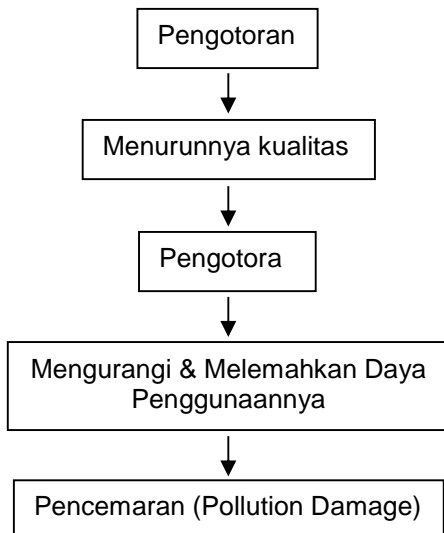 Pengotoran
Menurunnya kualitas
Pengotora
Mengurangi & Melemahkan Daya
Penggunaannya
Pencemaran (Pollution Damage)